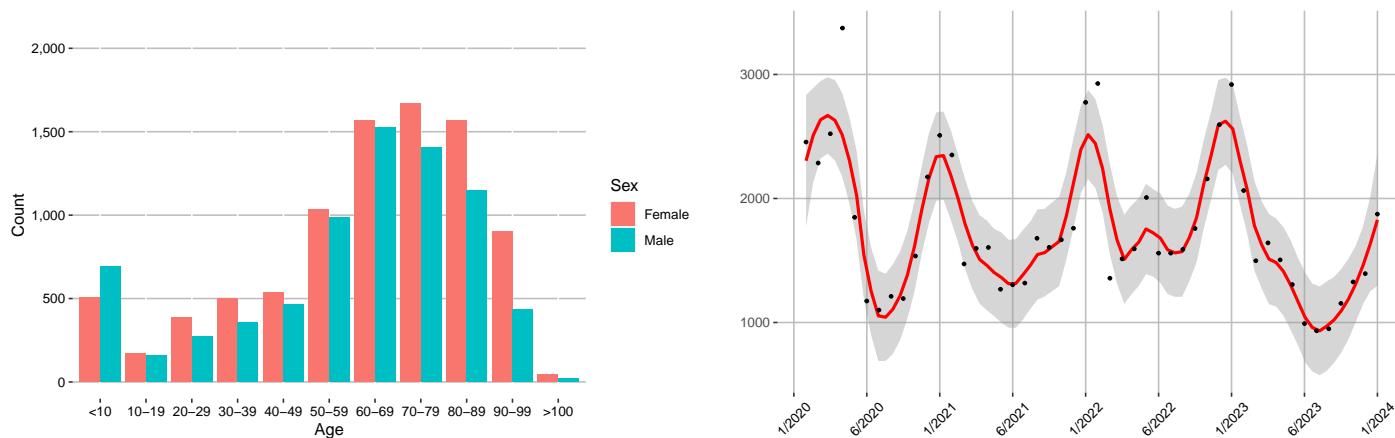 2,000
1,500
1,000
500
0
Count
<10 10–19 20–29 30–39 40–49 50–59 60–69 70–79 80–89 90–99 >100
Age
Sex
Female
Male
3000
2000
1000
1/2020 6/2020 1/2021 6/2021 1/2022 6/2022 1/2023 6/2023 1/2024